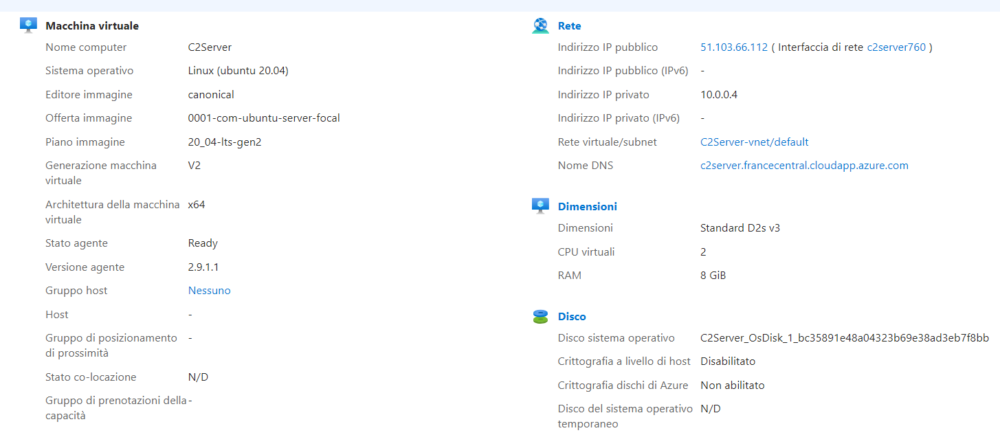 Macchina virtuale
Nome computer C2Server
Sistema operativo Linux (ubuntu 20.04)
Editore immagine canonical
Offerta immagine 0001-com-ubuntu-server-focal
Piano immagine 20_04-lts-gen2
Generazione macchina V2
virtuale
Architettura della macchina x64
virtuale
Stato agente Ready
Versione agente 2.9.1.1
Gruppo host Nessuno
Host -
Gruppo di posizionamento -
di prossimità
Stato co-locazione N/D
Gruppo di prenotazioni della -
capacità
Rete
Indirizzo IP pubblico 51.103.66.112 ( Interfaccia di rete c2server760 )
Indirizzo IP pubblico (IPv6) -
Indirizzo IP privato 10.0.0.4
Indirizzo IP privato (IPv6) -
Rete virtuale/subnet C2Server-vnet/default
Nome DNS c2server.francecentral.cloudapp.azure.com
Dimensioni
Dimensioni Standard D2s v3
CPU virtuali 2
RAM 8 GiB
Disco
Disco sistema operativo C2Server_OsDisk_1_bc35891e48a04323b69e38ad3eb7f8bb
Crittografia a livello di host Disabilitato
Crittografia dischi di Azure Non abilitato
Disco del sistema operativo N/D
temporaneo